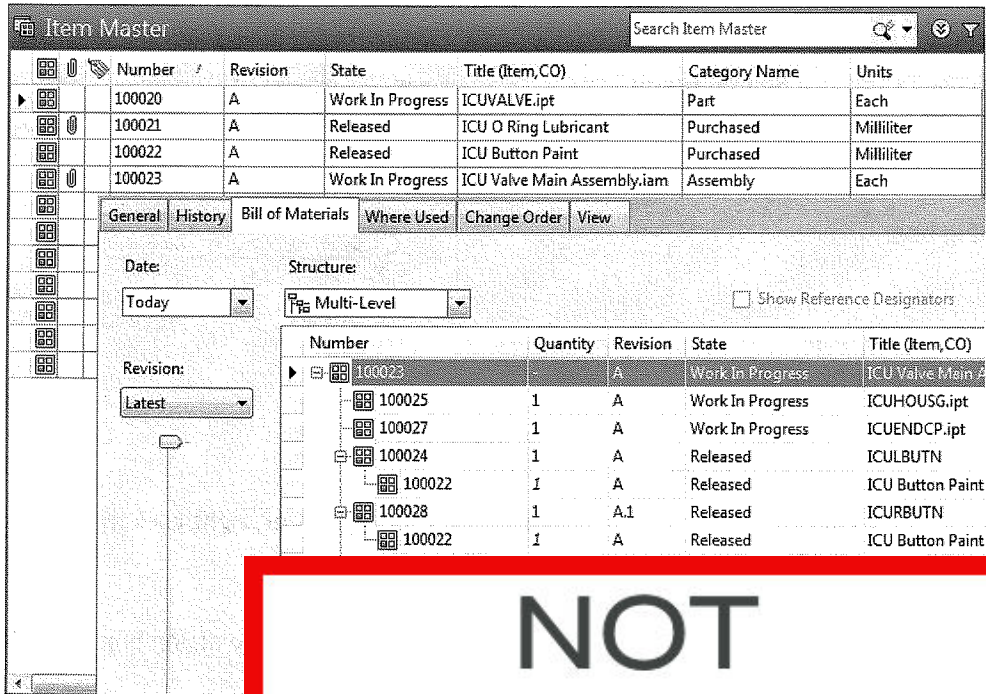 Item Master Search Item Master
Number / Revision State Title (Item,CO) Category Name Units
100020 A Work In Progress ICUVALVE.ipt Part Each
100021 A Released ICU O Ring Lubricant Purchased Milliliter
100022 A Released ICU Button Paint Purchased Milliliter
100023 A Work In Progress ICU Valve Main Assembly.iam Assembly Each
General History Bill of Materials Where Used Change Order View
Date: Structure:
Today Multi-Level Show Reference Designators
Number Quantity Revision State Title (Item,CO)
100023 - A Work In Progress ICU Valve Main A
Revision:
Latest
100025 1 A Work In Progress ICUHOUSG.ipt
100027 1 A Work In Progress ICUENDCP.ipt
100024 1 A Released ICULBUTN
100022 1 A Released ICU Button Paint
100028 1 A.1 Released ICURBUTN
100022 1 A Released ICU Button Paint
NOT